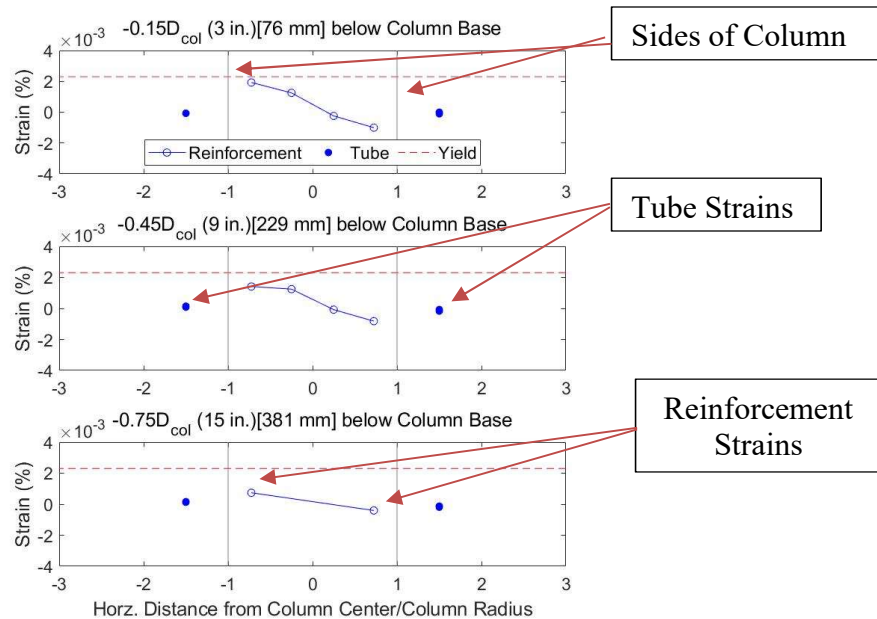 -0.15D_col (3 in.)[76 mm] below Column Base
×10^-3
4
2
0
-2
-4
Strain (%)
Reinforcement Tube Yield
-3 -2 -1 0 1 2 3
Sides of Column
-0.45D_col (9 in.)[229 mm] below Column Base
×10^-3
4
2
0
-2
-4
Strain (%)
-3 -2 -1 0 1 2 3
Tube Strains
-0.75D_col (15 in.)[381 mm] below Column Base
×10^-3
4
2
0
-2
-4
Strain (%)
-3 -2 -1 0 1 2 3
Horz. Distance from Column Center/Column Radius
Reinforcement
Strains